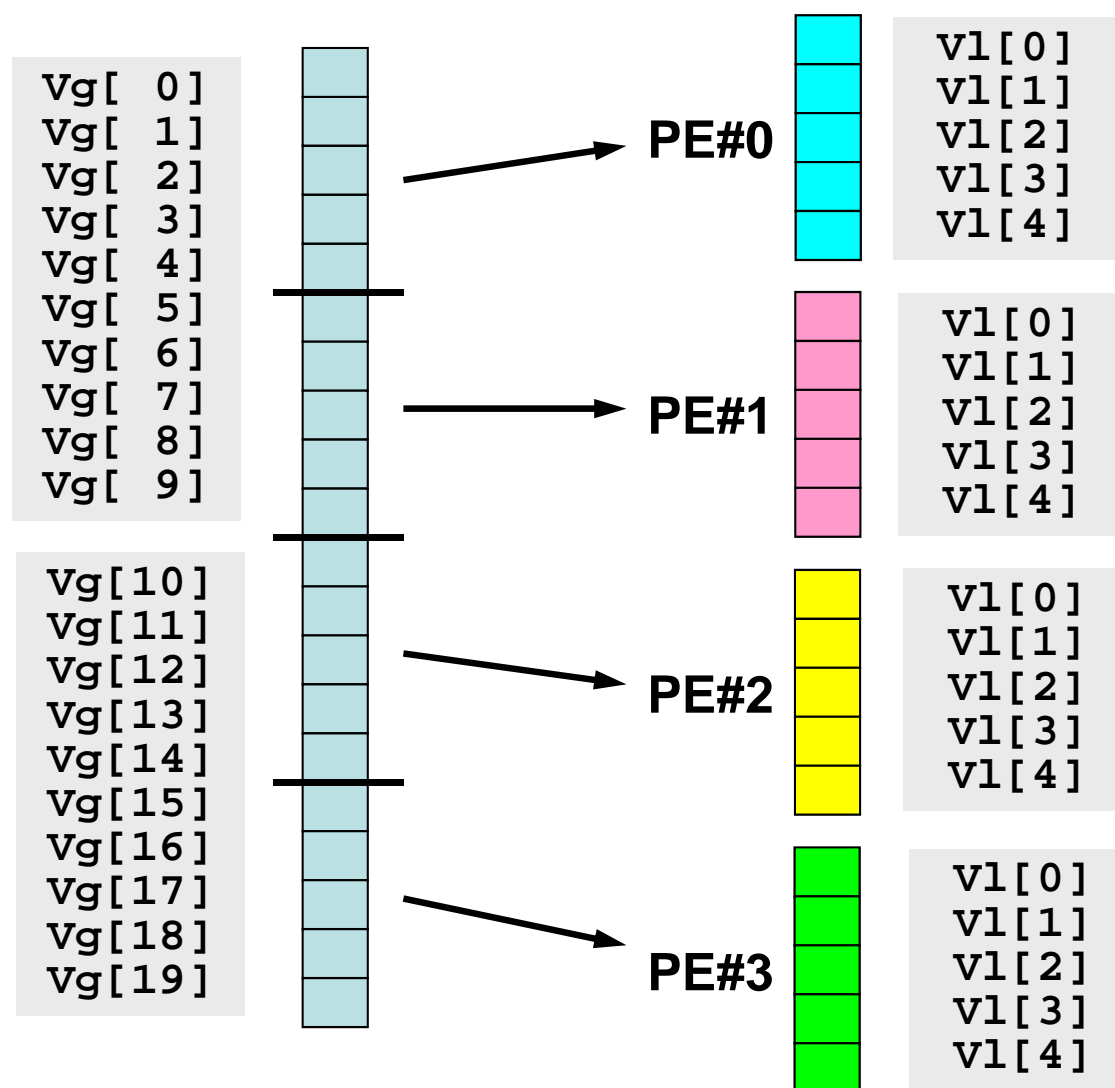 Vg[ 0]
Vg[ 1]
Vg[ 2]
Vg[ 3]
Vg[ 4]
Vg[ 5]
Vg[ 6]
Vg[ 7]
Vg[ 8]
Vg[ 9]
Vg[10]
Vg[11]
Vg[12]
Vg[13]
Vg[14]
Vg[15]
Vg[16]
Vg[17]
Vg[18]
Vg[19]
PE#0
Vl[0]
Vl[1]
Vl[2]
Vl[3]
Vl[4]
PE#1
Vl[0]
Vl[1]
Vl[2]
Vl[3]
Vl[4]
PE#2
Vl[0]
Vl[1]
Vl[2]
Vl[3]
Vl[4]
PE#3
Vl[0]
Vl[1]
Vl[2]
Vl[3]
Vl[4]